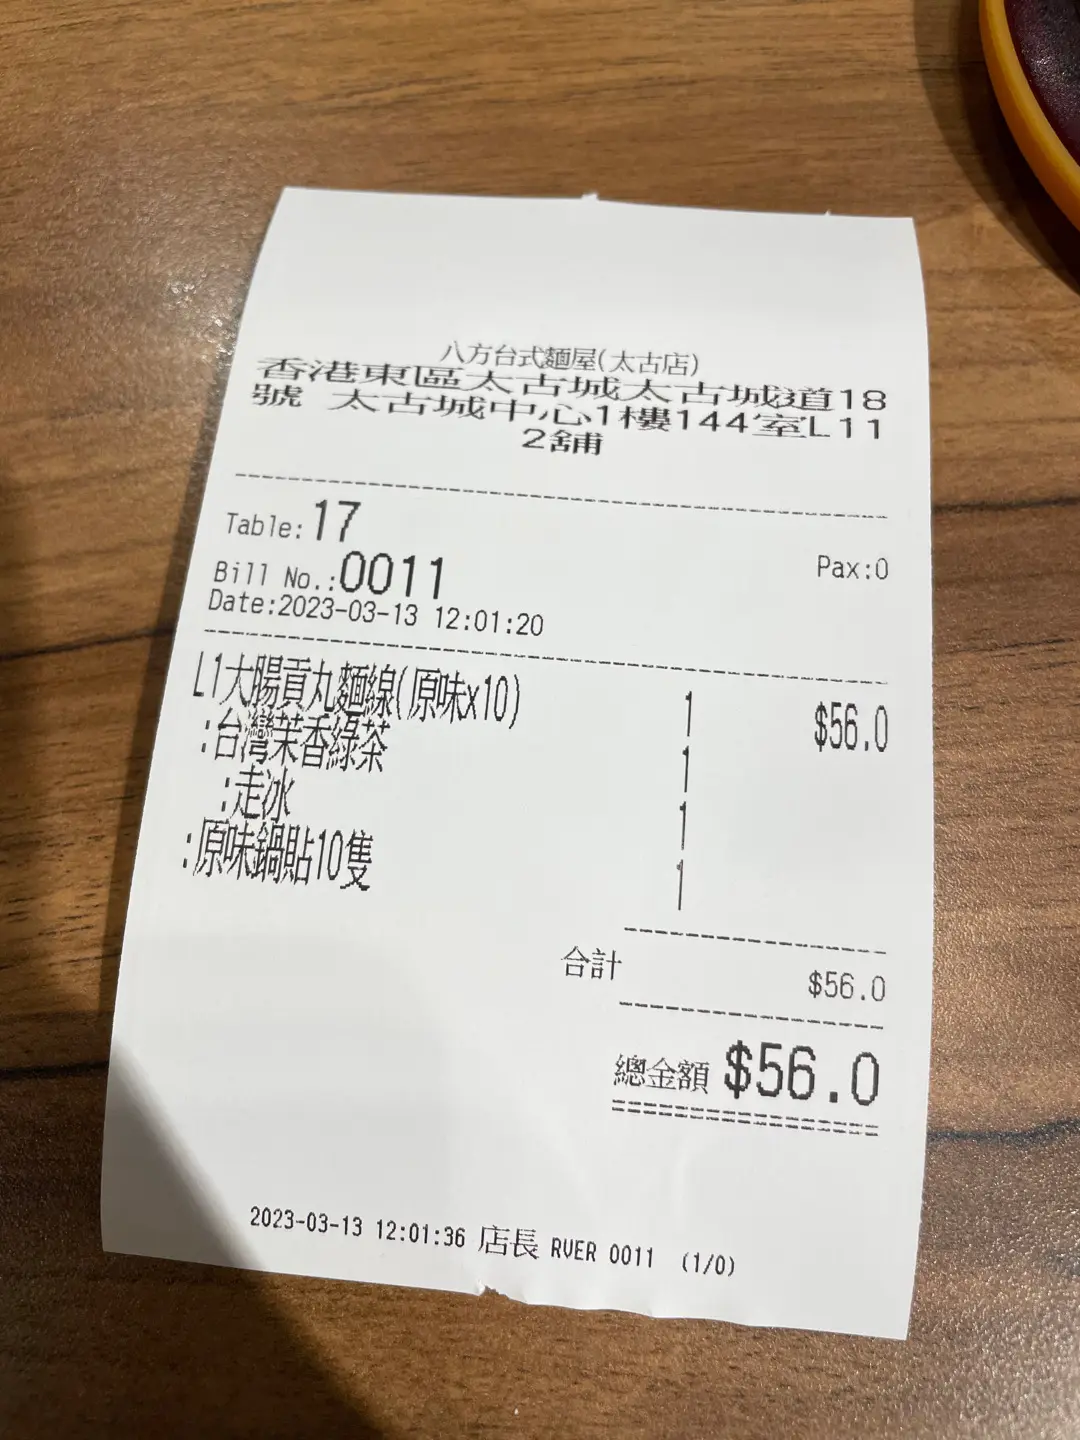 八方台式麵屋(太古店)
香港東區太古城太古城道18
號 太古城中心1樓144室L11
2舖
Table:17
Pax:0
Bill No.:0011
Date:2023-03-13 12:01:20
L1大腸貢丸麵線(原味x10) 1 $56.0
:台灣茉香綠茶 1
:走冰 1
:原味鍋貼10隻 1
合計 $56.0
總金額 $56.0
2023-03-13 12:01:36 店長 RVER 0011 (1/0)